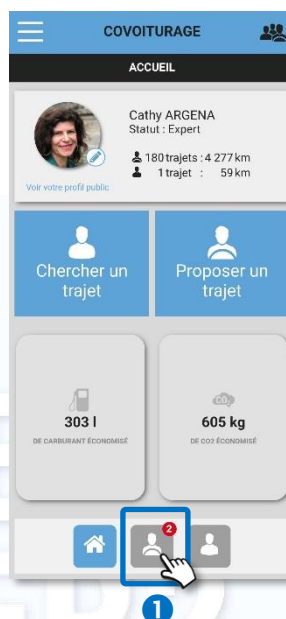 COVOITURAGE
ACCUEIL
Cathy ARGENA
Statut : Expert
180 trajets : 4 277 km
1 trajet : 59 km
Voir votre profil public
Chercher un
trajet
Proposer un
trajet
CO2
303 l
605 kg
DE CARBURANT ÉCONOMISÉ
DE CO2 ÉCONOMISÉ
2
1